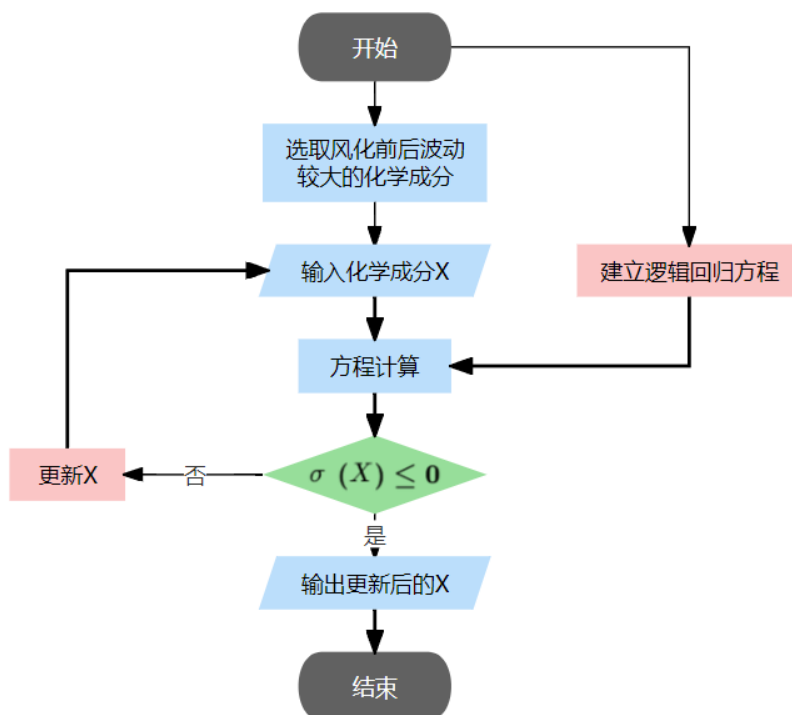 开始
选取风化前后波动
较大的化学成分
输入化学成分X
建立逻辑回归方程
方程计算
σ (X) ≤ 0
否
更新X
是
输出更新后的X
结束